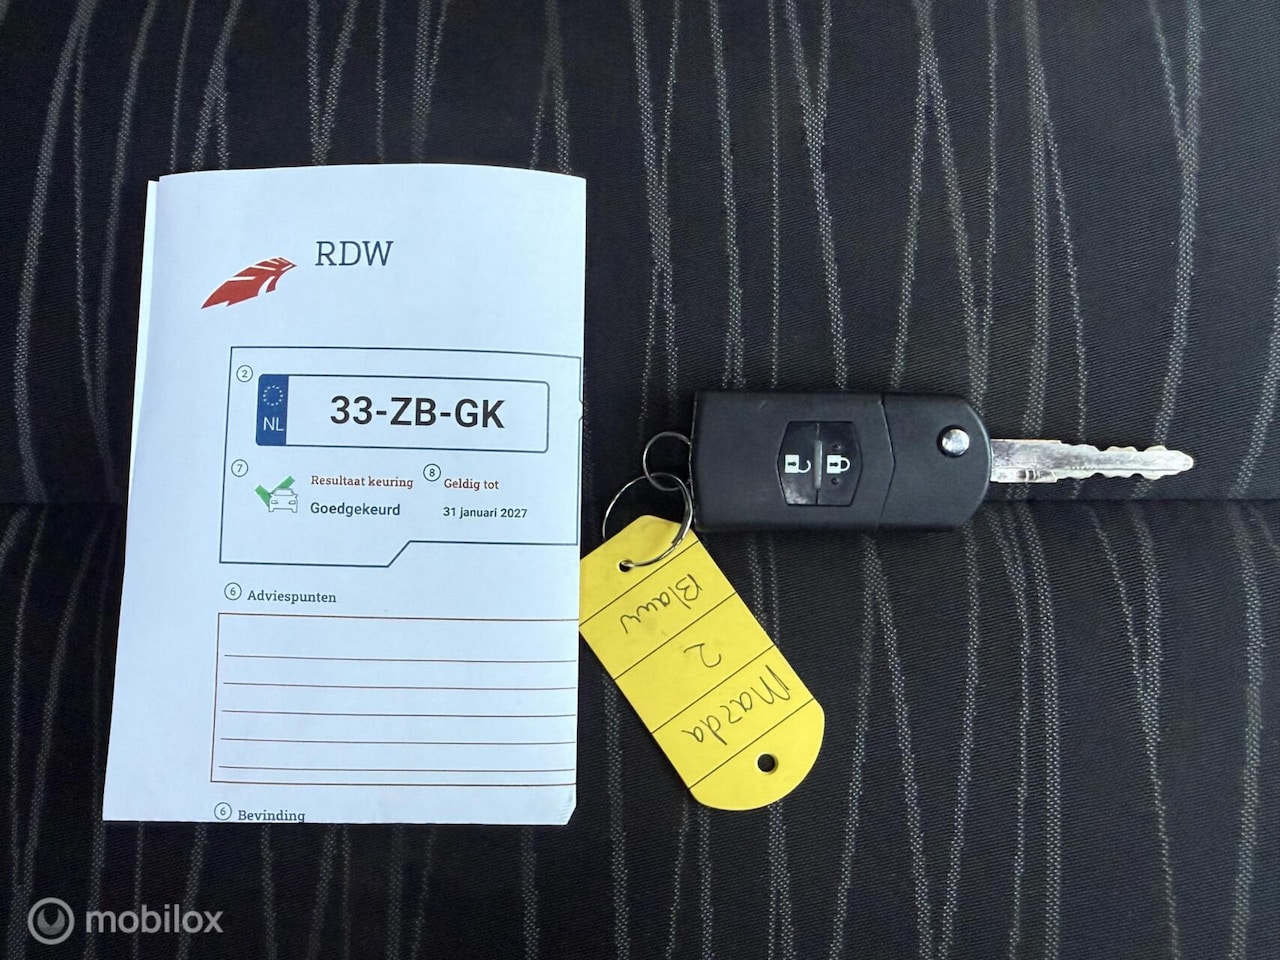 RDW
2
NL
33-ZB-GK
7
Resultaat keuring
8
Geldig tot
Goedgekeurd
31 januari 2027
6 Adviespunten
6 Bevinding
Mazda
2
Blauw
mobilox